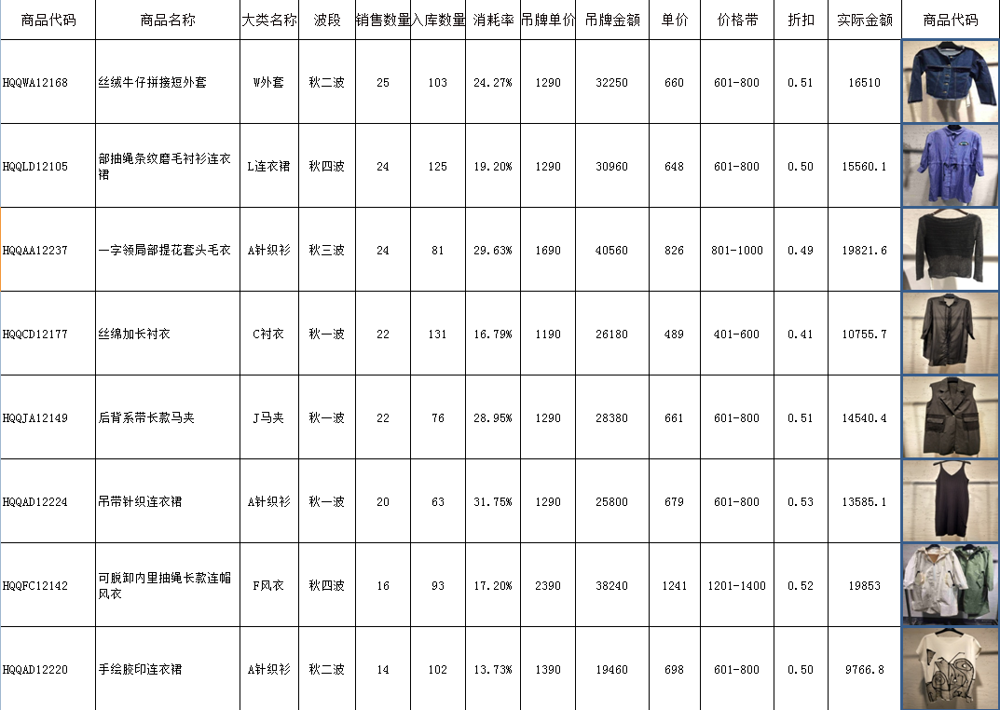 商品代码 商品名称 大类名称 波段 销售数量 入库数量 消耗率 吊牌单价 吊牌金额 单价 价格带 折扣 实际金额 商品代码
HQQWA12168 丝绒牛仔拼接短外套 W外套 秋二波 25 103 24.27% 1290 32250 660 601-800 0.51 16510
HQQLD12105 部抽绳条纹磨毛衬衫连衣
裙 L连衣裙 秋四波 24 125 19.20% 1290 30960 648 601-800 0.50 15560.1
HQQAA12237 一字领局部提花套头毛衣 A针织衫 秋三波 24 81 29.63% 1690 40560 826 801-1000 0.49 19821.6
HQQCD12177 丝绵加长衬衣 C衬衣 秋一波 22 131 16.79% 1190 26180 489 401-600 0.41 10755.7
HQQJA12149 后背系带长款马夹 J马夹 秋一波 22 76 28.95% 1290 28380 661 601-800 0.51 14540.4
HQQAD12224 吊带针织连衣裙 A针织衫 秋一波 20 63 31.75% 1290 25800 679 601-800 0.53 13585.1
HQQFC12142 可脱卸内里抽绳长款连帽
风衣 F风衣 秋四波 16 93 17.20% 2390 38240 1241 1201-1400 0.52 19853
HQQAD12220 手绘胶印连衣裙 A针织衫 秋二波 14 102 13.73% 1390 19460 698 601-800 0.50 9766.8